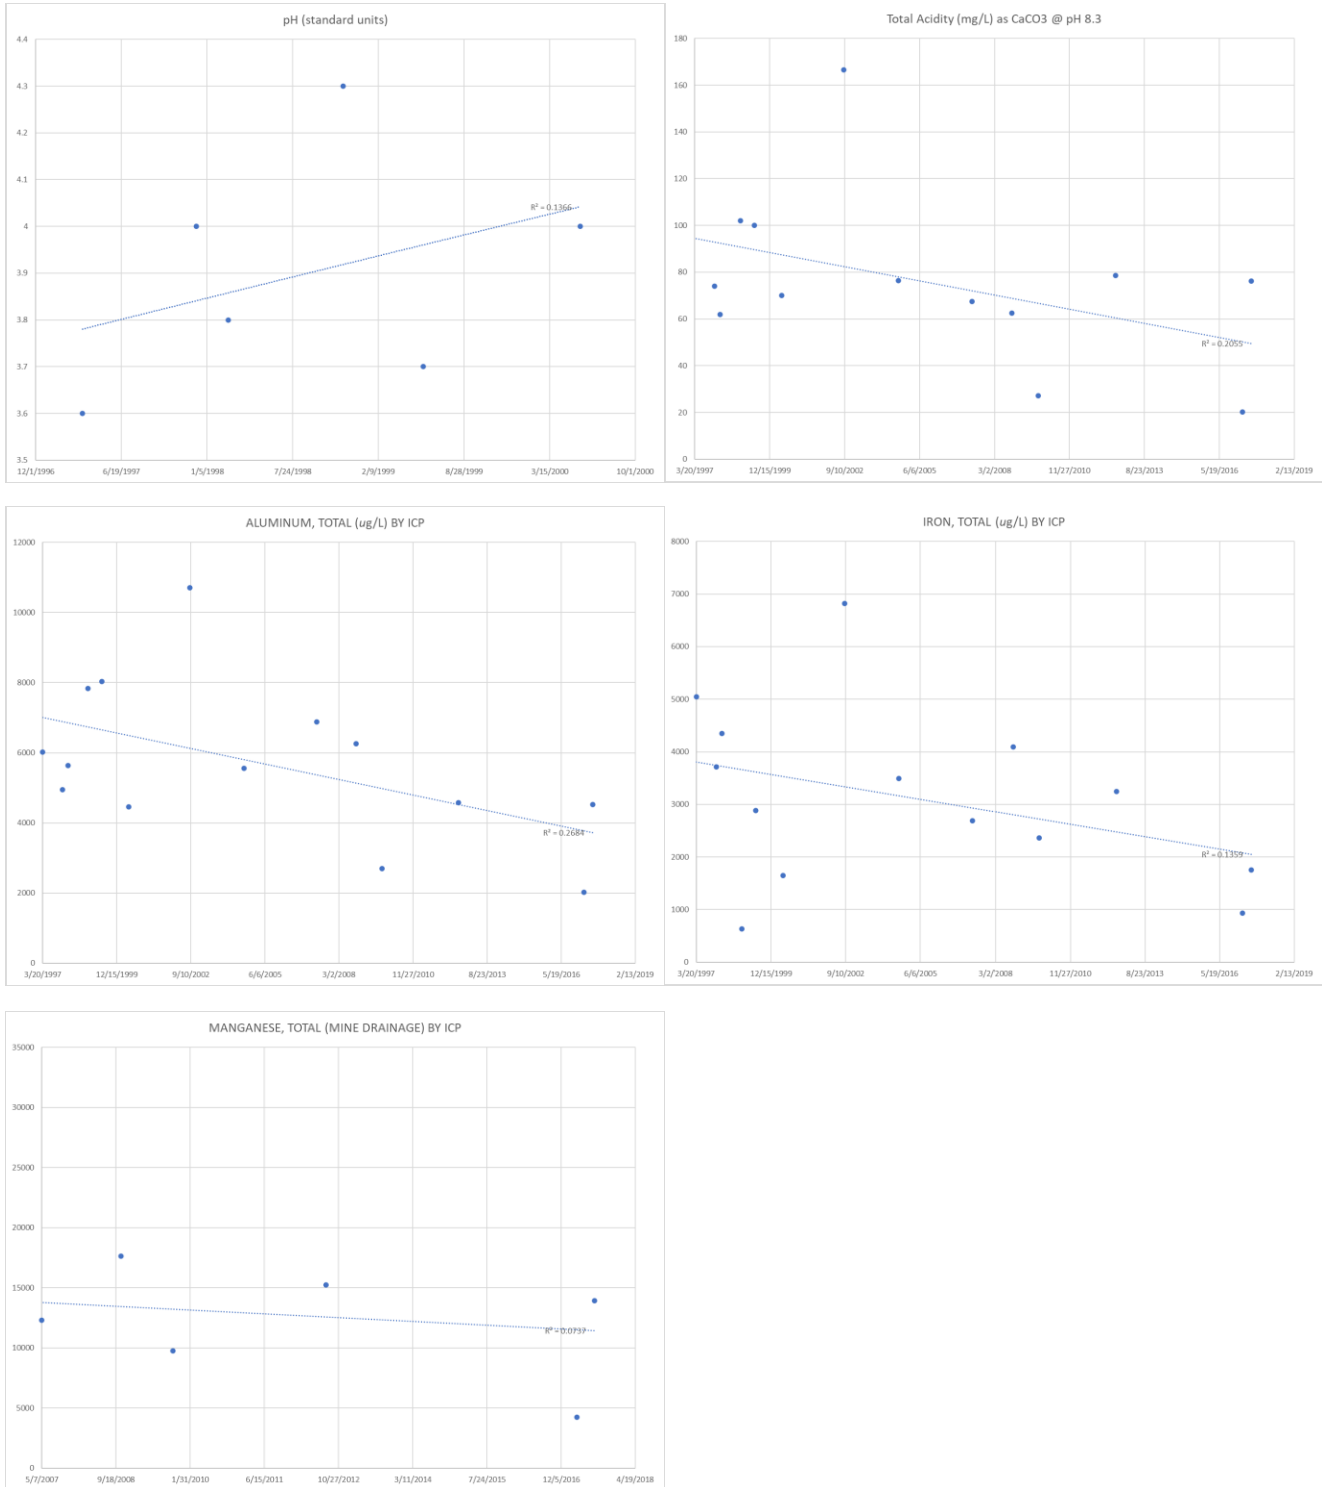 pH (standard units)
4.4
4.3
4.2
4.1
4
3.9
3.8
3.7
3.6
3.5
R² = 0.1366
12/1/1996 6/19/1997 1/5/1998 7/24/1998 2/9/1999 8/28/1999 3/15/2000 10/1/2000
Total Acidity (mg/L) as CaCO3 @ pH 8.3
180
160
140
120
100
80
60
40
20
0
R² = 0.2055
3/20/1997 12/15/1999 9/10/2002 6/6/2005 3/2/2008 11/27/2010 8/23/2013 5/19/2016 2/13/2019
ALUMINUM, TOTAL (ug/L) BY ICP
12000
10000
8000
6000
4000
2000
0
R² = 0.2684
3/20/1997 12/15/1999 9/10/2002 6/6/2005 3/2/2008 11/27/2010 8/23/2013 5/19/2016 2/13/2019
IRON, TOTAL (ug/L) BY ICP
8000
7000
6000
5000
4000
3000
2000
1000
0
R² = 0.1359
3/20/1997 12/15/1999 9/10/2002 6/6/2005 3/2/2008 11/27/2010 8/23/2013 5/19/2016 2/13/2019
MANGANESE, TOTAL (MINE DRAINAGE) BY ICP
35000
30000
25000
20000
15000
10000
5000
0
R² = 0.0737
5/7/2007 9/18/2008 1/31/2010 6/15/2011 10/27/2012 3/11/2014 7/24/2015 12/5/2016 4/19/2018